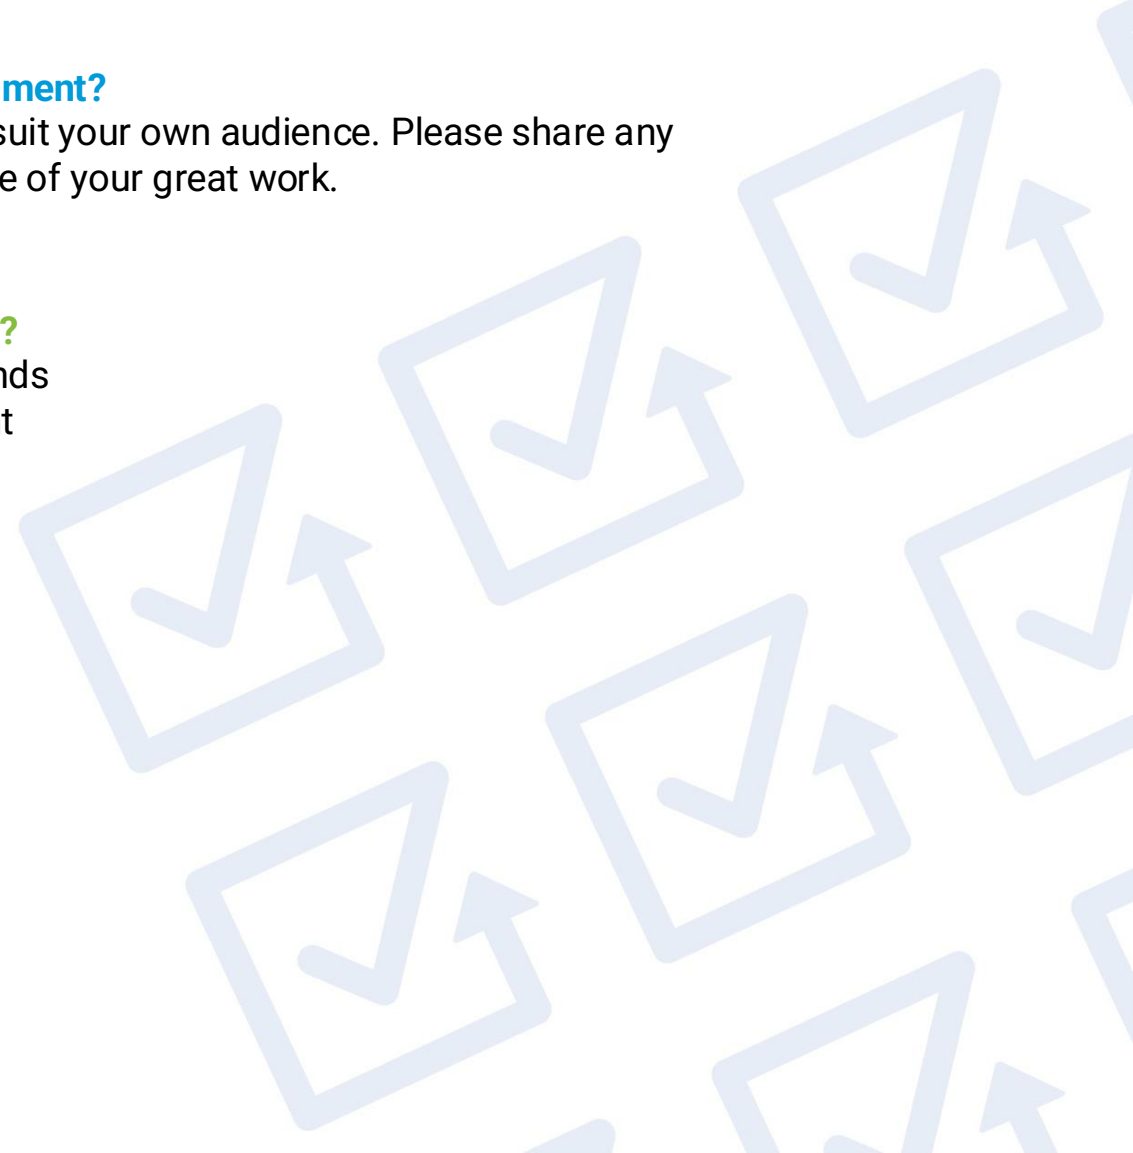 ment?
suit your own audience. Please share any
e of your great work.
?
nds
t